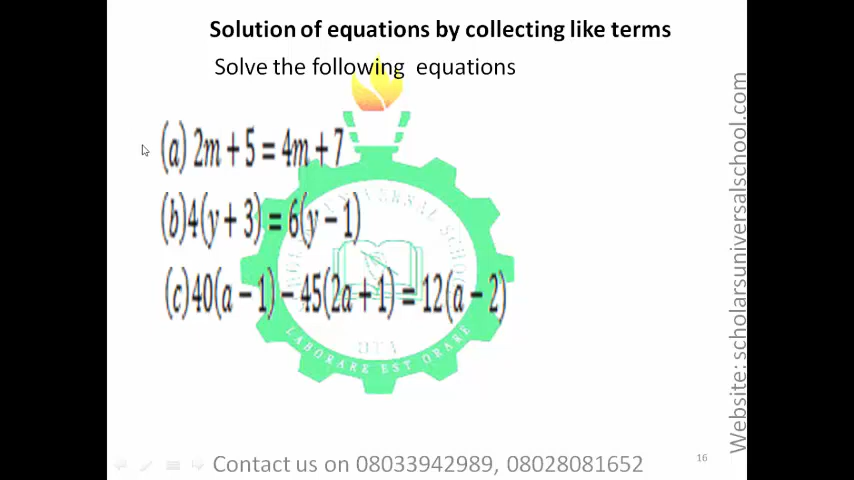 Solution of equations by collecting like terms
Solve the following equations
(a) 2m + 5 = 4m + 7
(b) 4(y + 3) = 6(y − 1)
(c) 40(a − 1) − 45(2a + 1) = 12(a − 2)
LABORARE EST ORARE
Contact us on 08033942989, 08028081652
16
Website: scholarsuniversalschool.com